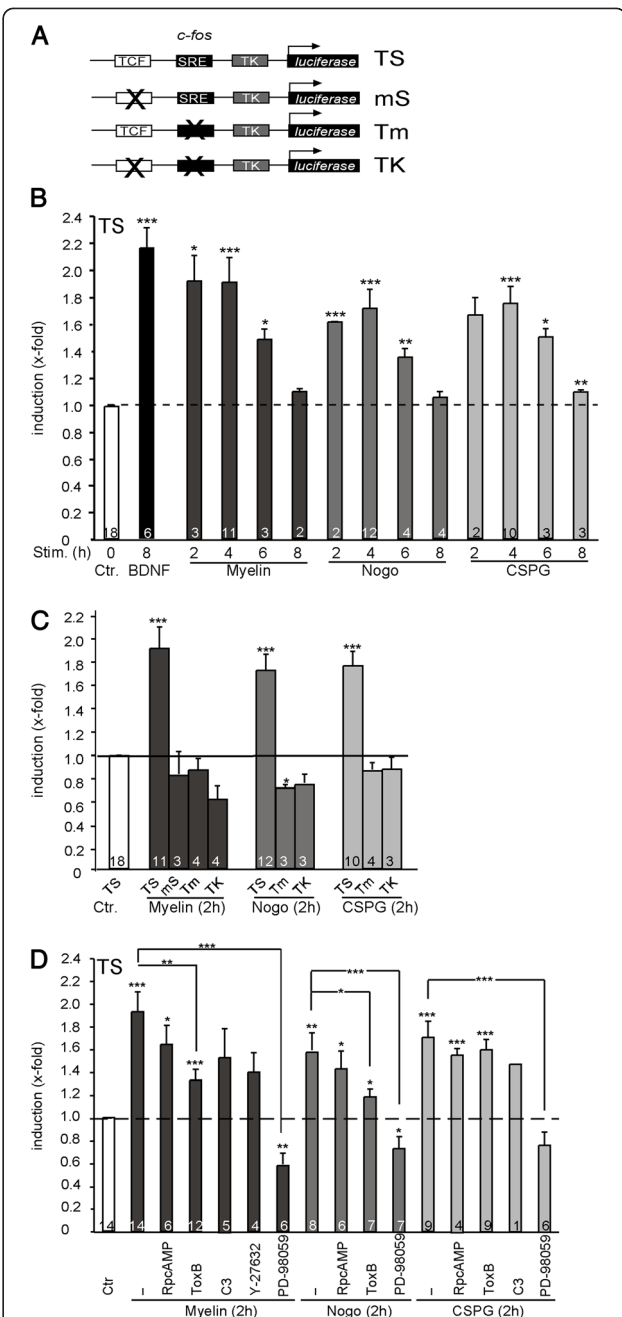 A
c-fos
TCF SRE TK luciferase TS
SRE TK luciferase mS
TCF TK luciferase Tm
TK luciferase TK
B
TS
induction (x-fold)
2.4
2.2
2.0
1.8
1.6
1.4
1.2
1.0
0.8
0.6
0.4
0.2
0
*** * *** * *** *** ** *** * **
18 6 3 11 3 2 2 12 4 4 2 10 3 3
Stim. (h) 0 8 2 4 6 8 2 4 6 8 2 4 6 8
Ctr. BDNF Myelin Nogo CSPG
C
induction (x-fold)
2.2
2.0
1.8
1.6
1.4
1.2
1.0
0.8
0.6
0.4
0.2
0
*** *** * ***
18 11 3 4 4 12 3 3 10 4 3
TS TS mS Tm TK TS Tm TK TS Tm TK
Ctr. Myelin (2h) Nogo (2h) CSPG (2h)
D
TS
induction (x-fold)
2.4
2.2
2.0
1.8
1.6
1.4
1.2
1.0
0.8
0.6
0.4
0.2
0
*** *** ***
** *
*** * *** ** ** * * * *** *** ***
14 14 6 12 5 4 6 8 6 7 7 9 4 9 1 6
Ctr – RpcAMP ToxB C3 Y-27632 PD-98059 – RpcAMP ToxB PD-98059 – RpcAMP ToxB C3 PD-98059
Myelin (2h) Nogo (2h) CSPG (2h)